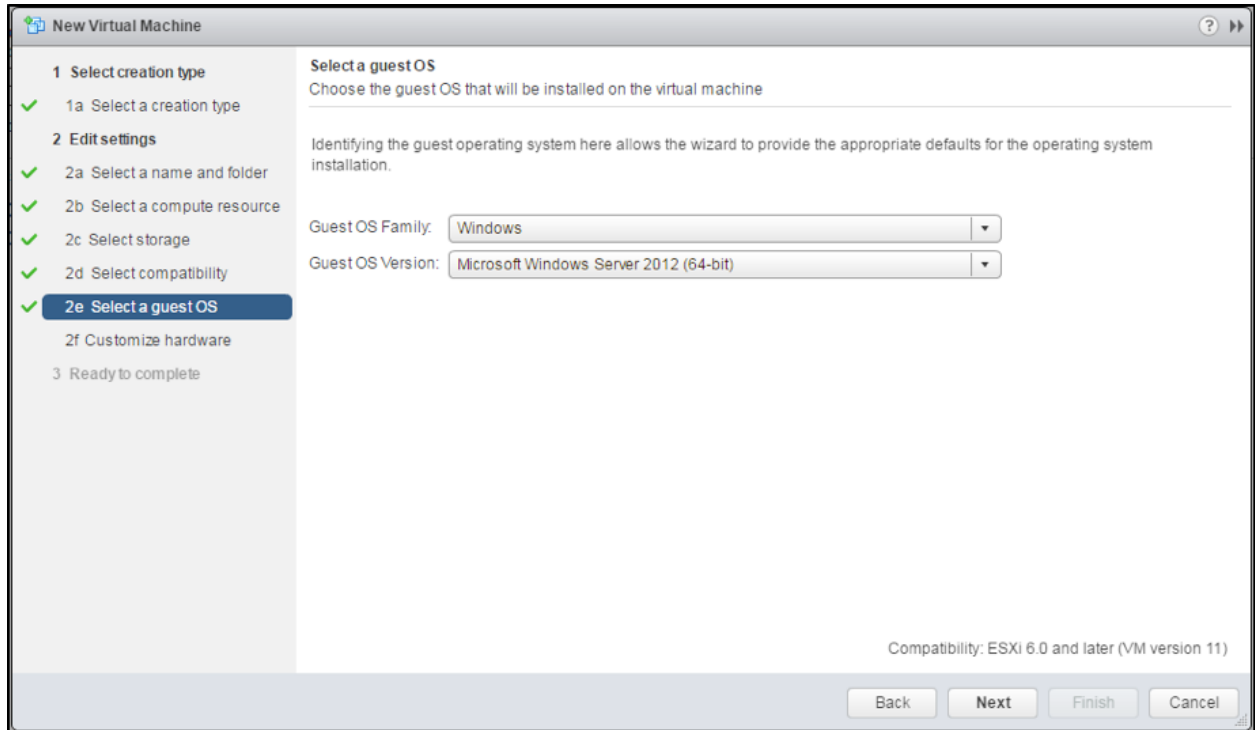 New Virtual Machine
1 Select creation type
1a Select a creation type
2 Edit settings
2a Select a name and folder
2b Select a compute resource
2c Select storage
2d Select compatibility
2e Select a guest OS
2f Customize hardware
3 Ready to complete
Select a guest OS
Choose the guest OS that will be installed on the virtual machine
Identifying the guest operating system here allows the wizard to provide the appropriate defaults for the operating system
installation.
Guest OS Family: Windows
Guest OS Version: Microsoft Windows Server 2012 (64-bit)
Compatibility: ESXi 6.0 and later (VM version 11)
Back Next Finish Cancel